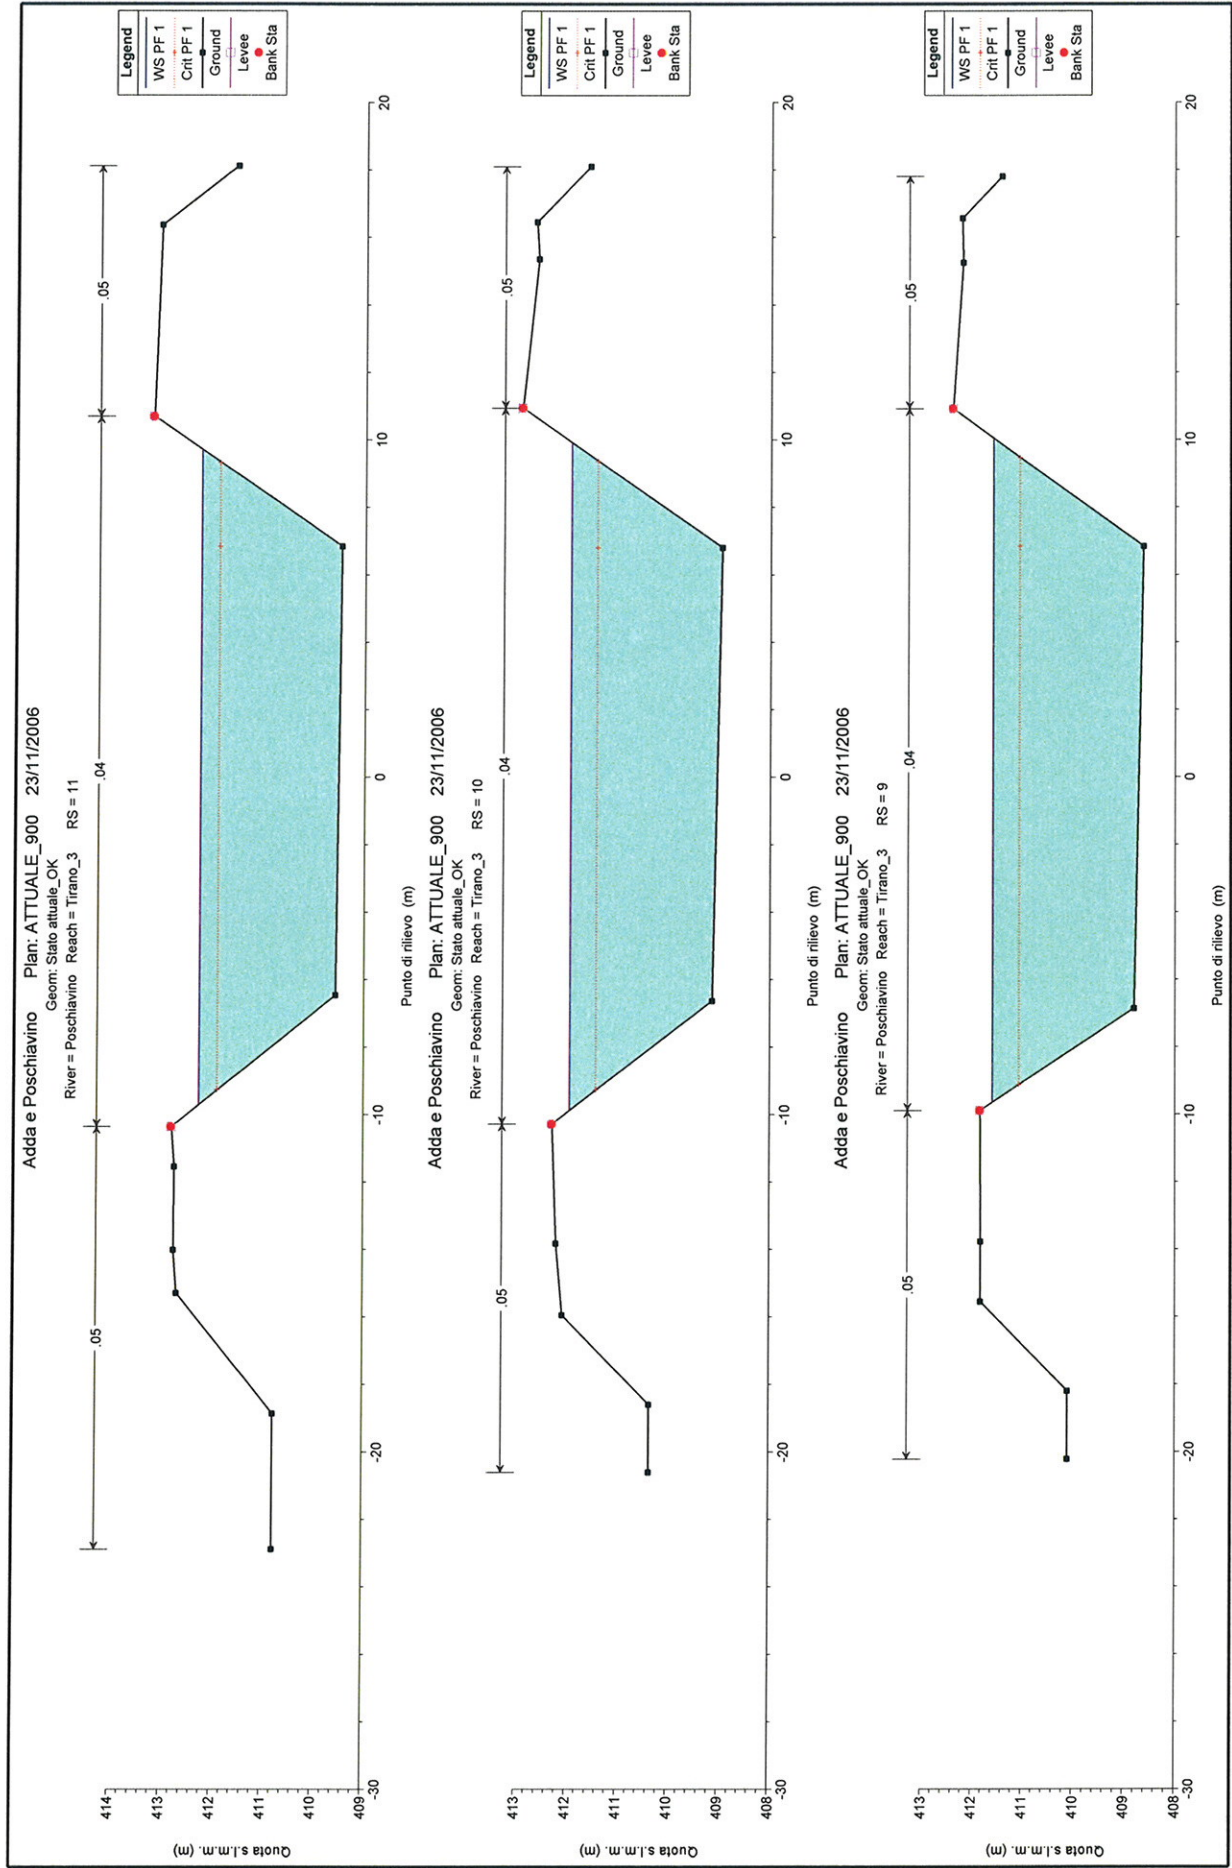 Adda e Poschiavino Plan: ATTUALE_900 23/11/2006
Geom: Stato attuale_OK
River = Poschiavino Reach = Tirano_3 RS = 11
.05
.04
.05
Legend
WS PF 1
Crit PF 1
Ground
Levee
Bank Sta
414
413
412
411
410
409
-30
-20
-10
0
10
20
Quota s.l.m.m. (m)
Punto di rilievo (m)
Adda e Poschiavino Plan: ATTUALE_900 23/11/2006
Geom: Stato attuale_OK
River = Poschiavino Reach = Tirano_3 RS = 10
.05
.04
.05
Legend
WS PF 1
Crit PF 1
Ground
Levee
Bank Sta
413
412
411
410
409
408
-30
-20
-10
0
10
20
Quota s.l.m.m. (m)
Punto di rilievo (m)
Adda e Poschiavino Plan: ATTUALE_900 23/11/2006
Geom: Stato attuale_OK
River = Poschiavino Reach = Tirano_3 RS = 9
.05
.04
.05
Legend
WS PF 1
Crit PF 1
Ground
Levee
Bank Sta
413
412
411
410
409
408
-30
-20
-10
0
10
20
Quota s.l.m.m. (m)
Punto di rilievo (m)